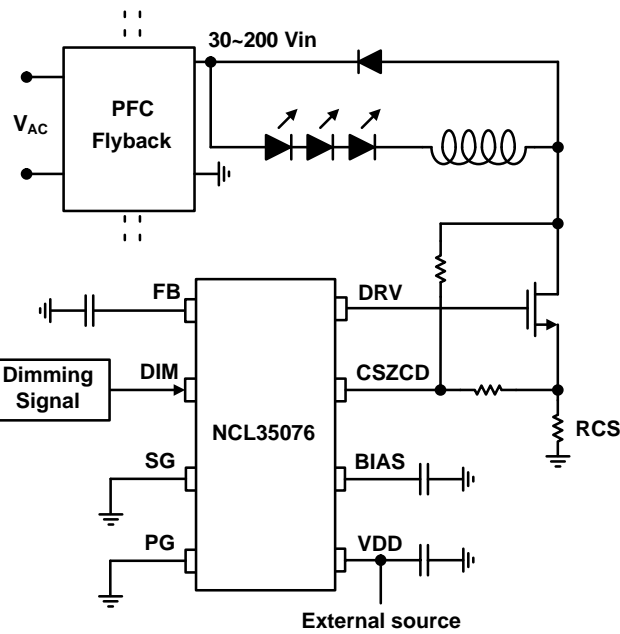 30~200 Vin
V_AC
PFC
Flyback
FB
DRV
Dimming
Signal
DIM
CSZCD
NCL35076
RCS
SG
BIAS
PG
VDD
External source